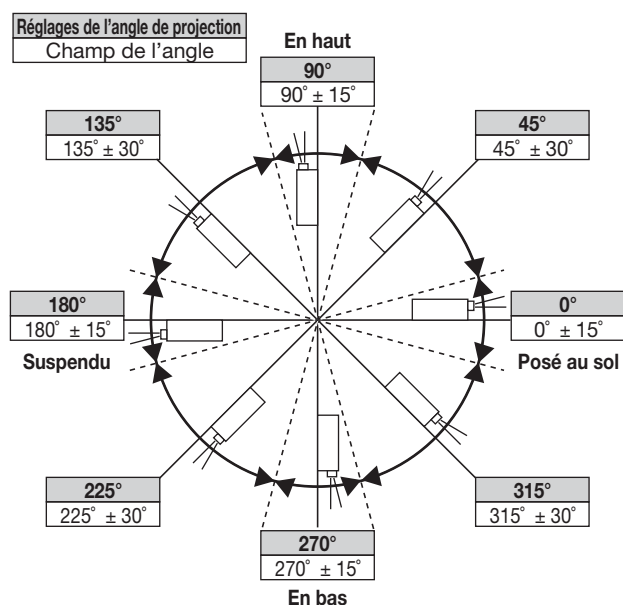 Réglages de l'angle de projection
Champ de l'angle
En haut
90°
90° ± 15°
135°
135° ± 30°
45°
45° ± 30°
180°
180° ± 15°
Suspendu
0°
0° ± 15°
Posé au sol
225°
225° ± 30°
315°
315° ± 30°
270°
270° ± 15°
En bas